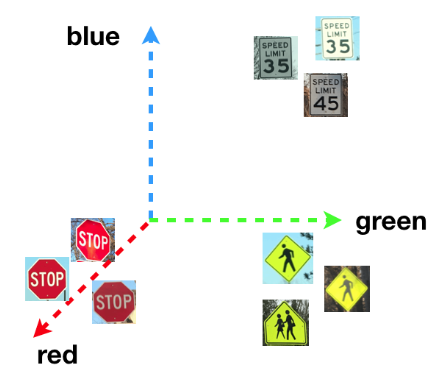 blue
SPEED
LIMIT
35
SPEED
LIMIT
35
SPEED
LIMIT
45
green
STOP
STOP
STOP
red